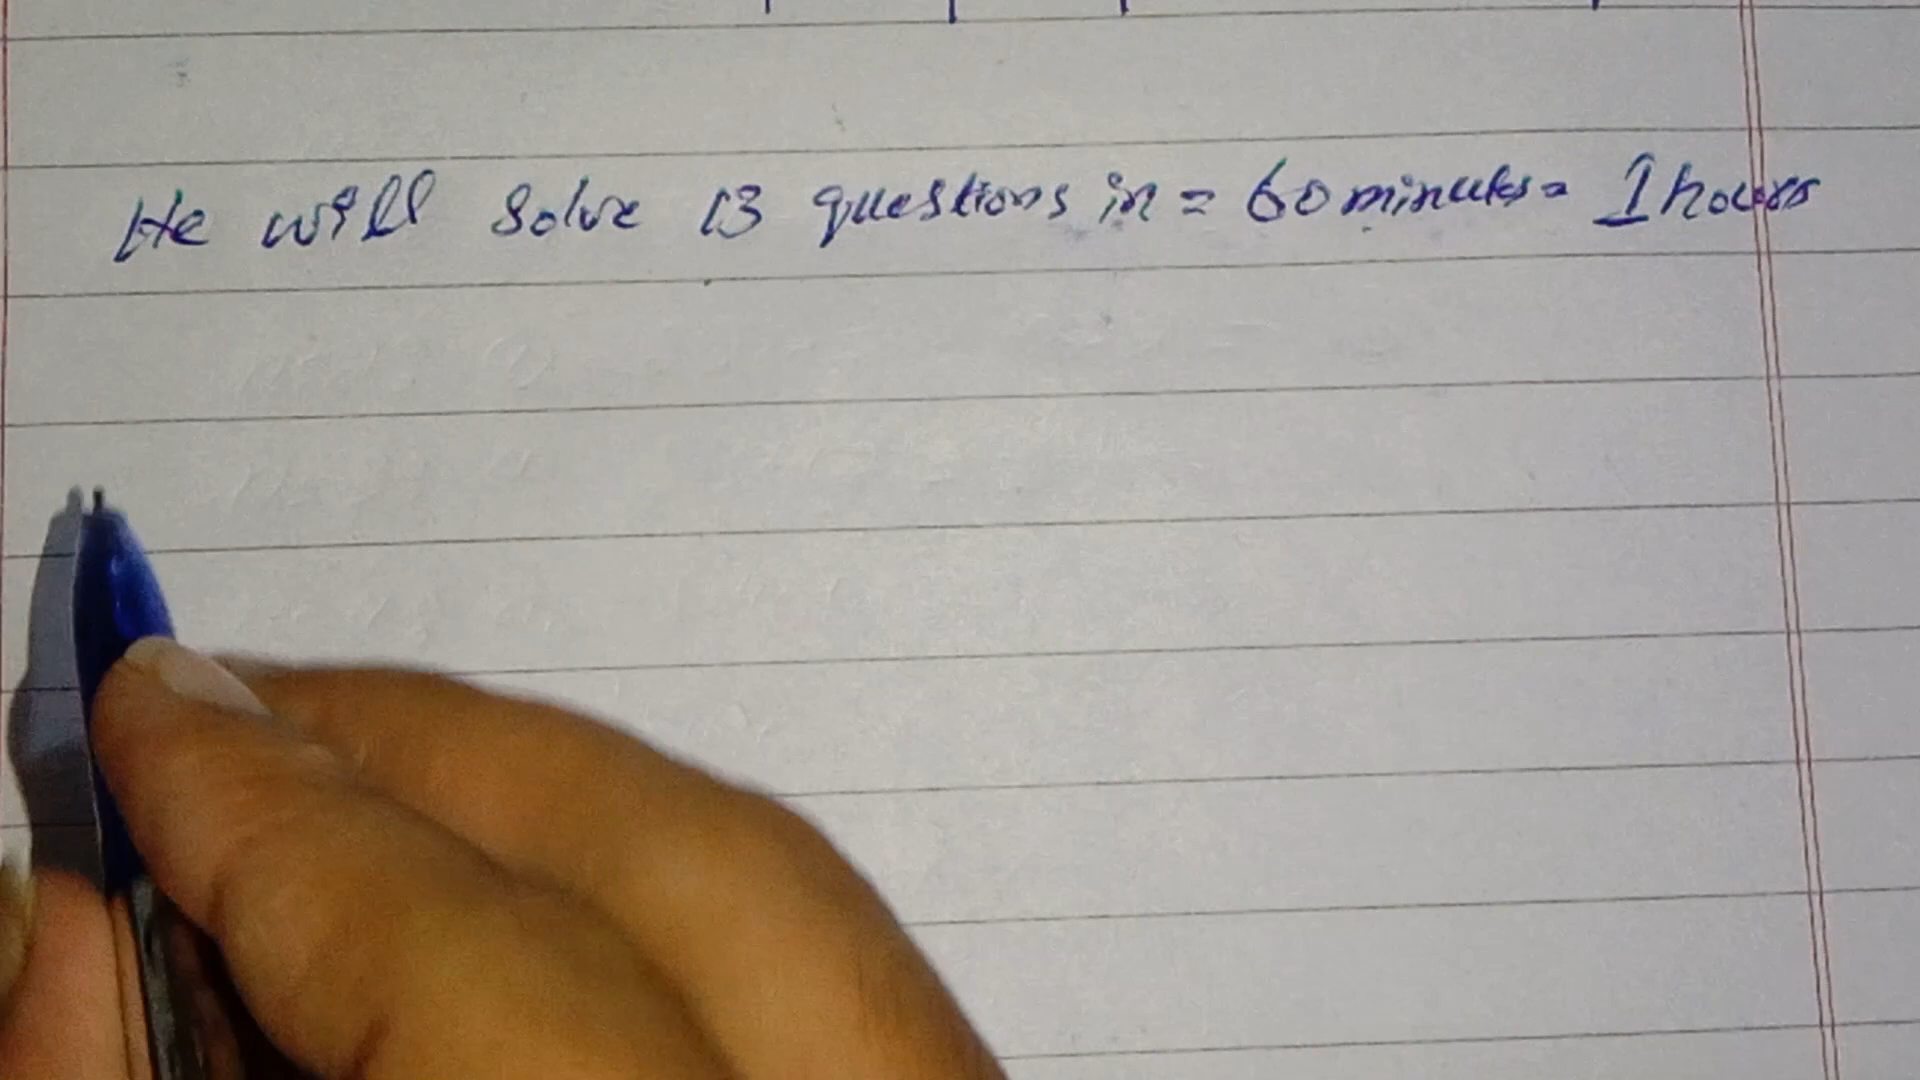 He will solve 13 questions in = 60 minutes = 1 hours